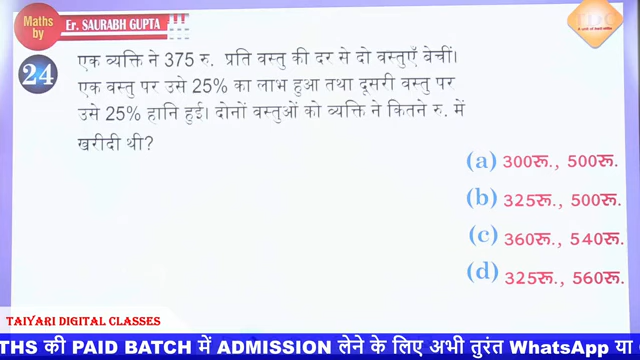 Maths
by
Er. SAURABH GUPTA
TDC
24
एक व्यक्ति ने 375 रु. प्रति वस्तु की दर से दो वस्तुएँ बेचीं।
एक वस्तु पर उसे 25% का लाभ हुआ तथा दूसरी वस्तु पर
उसे 25% हानि हुई। दोनों वस्तुओं को व्यक्ति ने कितने रु. में
खरीदी थी?
(a) 300रू., 500रू.
(b) 325रू., 500रू.
(c) 360रू., 540रू.
(d) 325रू., 560रू.
TAIYARI DIGITAL CLASSES
THS की PAID BATCH में ADMISSION लेने के लिए अभी तुरंत WhatsApp या